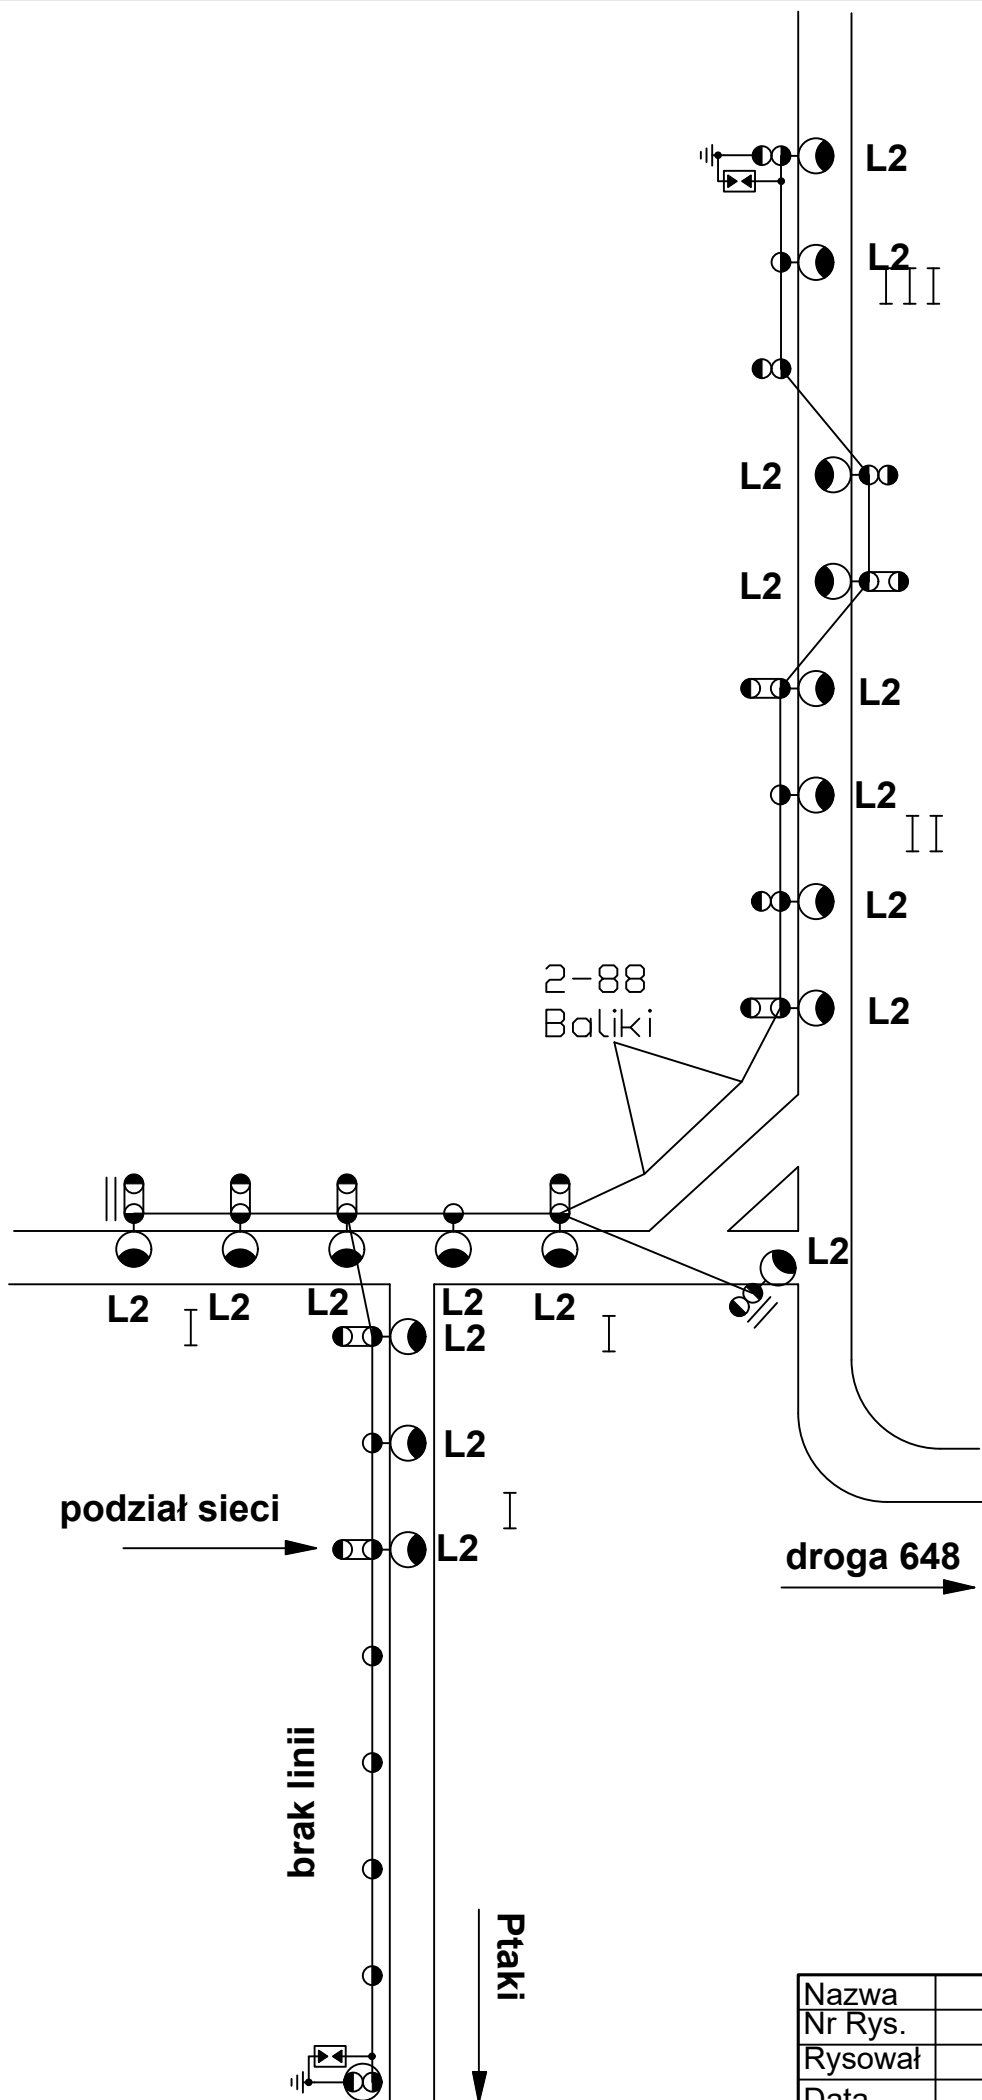 L2
L2
III
L2
L2
L2
L2
II
L2
L2
2-88
Baliki
L2
L2
L2
L2
L2
L2
I
I
L2
L2
I
podział sieci
L2
droga 648
brak linii
Ptaki
Nazwa
Nr Rys.
Rysował
Data